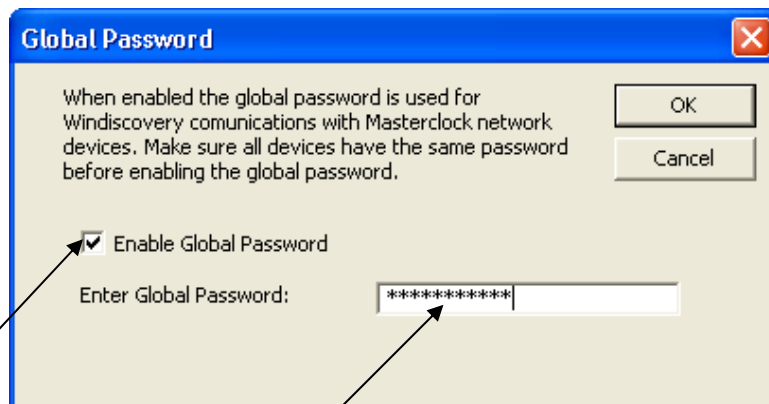 Global Password
When enabled the global password is used for
Windiscovery comunications with Masterclock network
devices. Make sure all devices have the same password
before enabling the global password.
OK
Cancel
Enable Global Password
Enter Global Password: ***********